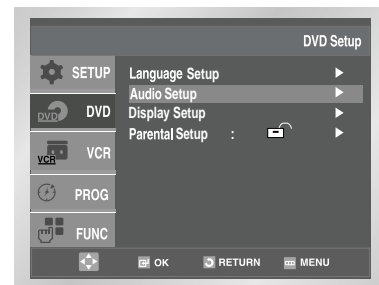 DVD Setup
SETUP
DVD DVD
VCR VCR
PROG
FUNC
Language Setup ►
Audio Setup ►
Display Setup ►
Parental Setup : ►
OK RETURN MENU